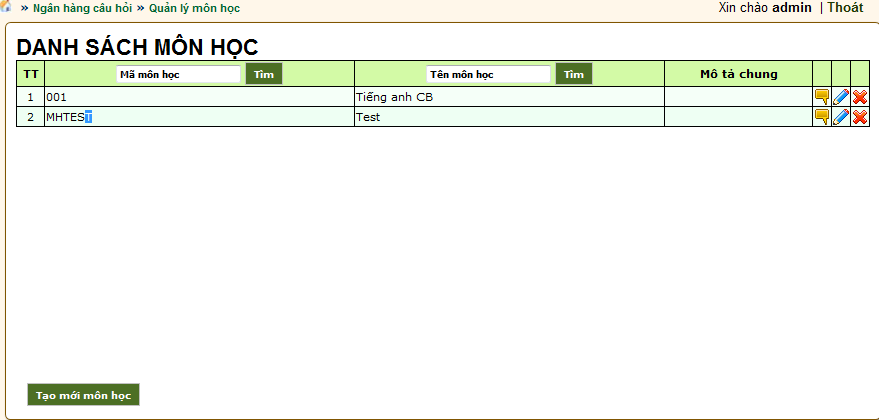 » Ngân hàng câu hỏi » Quản lý môn học
Xin chào admin | Thoát
DANH SÁCH MÔN HỌC
TT Mã môn học Tìm Tên môn học Tìm Mô tả chung
1 001 Tiếng anh CB
2 MHTEST Test
Tạo mới môn học